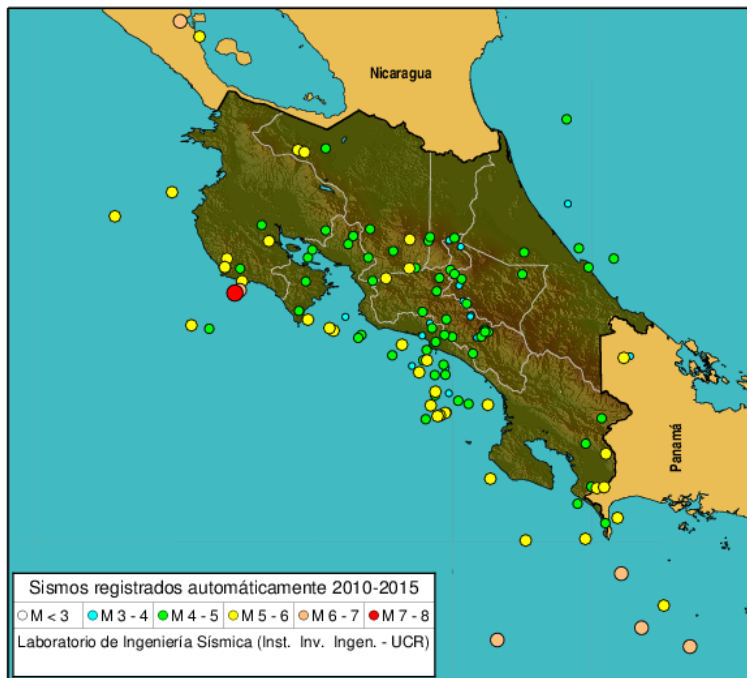 Nicaragua
Panamá
Sismos registrados automáticamente 2010-2015
M < 3 M 3 - 4 M 4 - 5 M 5 - 6 M 6 - 7 M 7 - 8
Laboratorio de Ingeniería Sísmica (Inst. Inv. Ingen. - UCR)